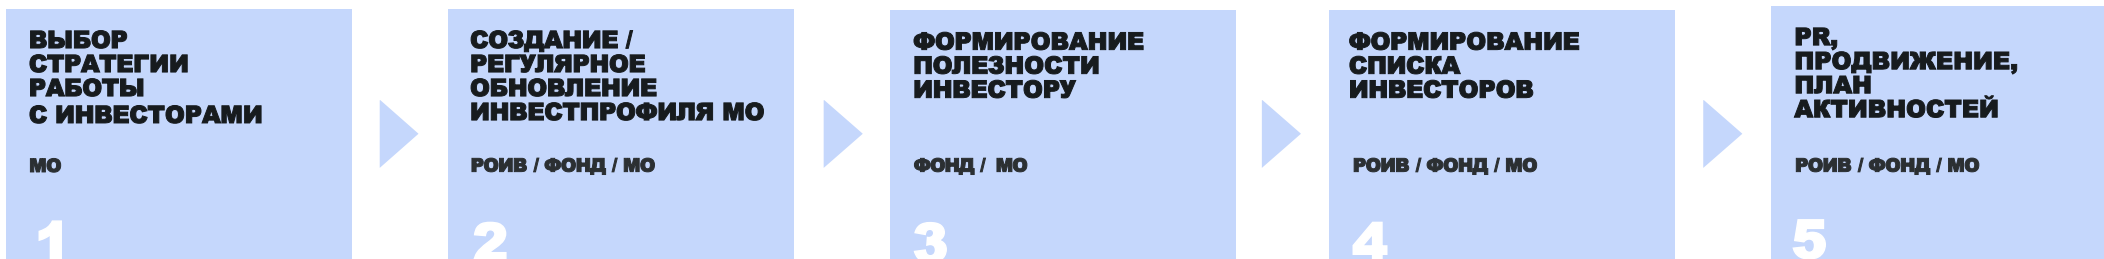 ВЫБОР
СТРАТЕГИИ
РАБОТЫ
С ИНВЕСТОРАМИ
МО
1
СОЗДАНИЕ /
РЕГУЛЯРНОЕ
ОБНОВЛЕНИЕ
ИНВЕСТПРОФИЛЯ МО
РОИВ / ФОНД / МО
2
ФОРМИРОВАНИЕ
ПОЛЕЗНОСТИ
ИНВЕСТОРУ
ФОНД / МО
3
ФОРМИРОВАНИЕ
СПИСКА
ИНВЕСТОРОВ
РОИВ / ФОНД / МО
4
PR,
ПРОДВИЖЕНИЕ,
ПЛАН
АКТИВНОСТЕЙ
РОИВ / ФОНД / МО
5